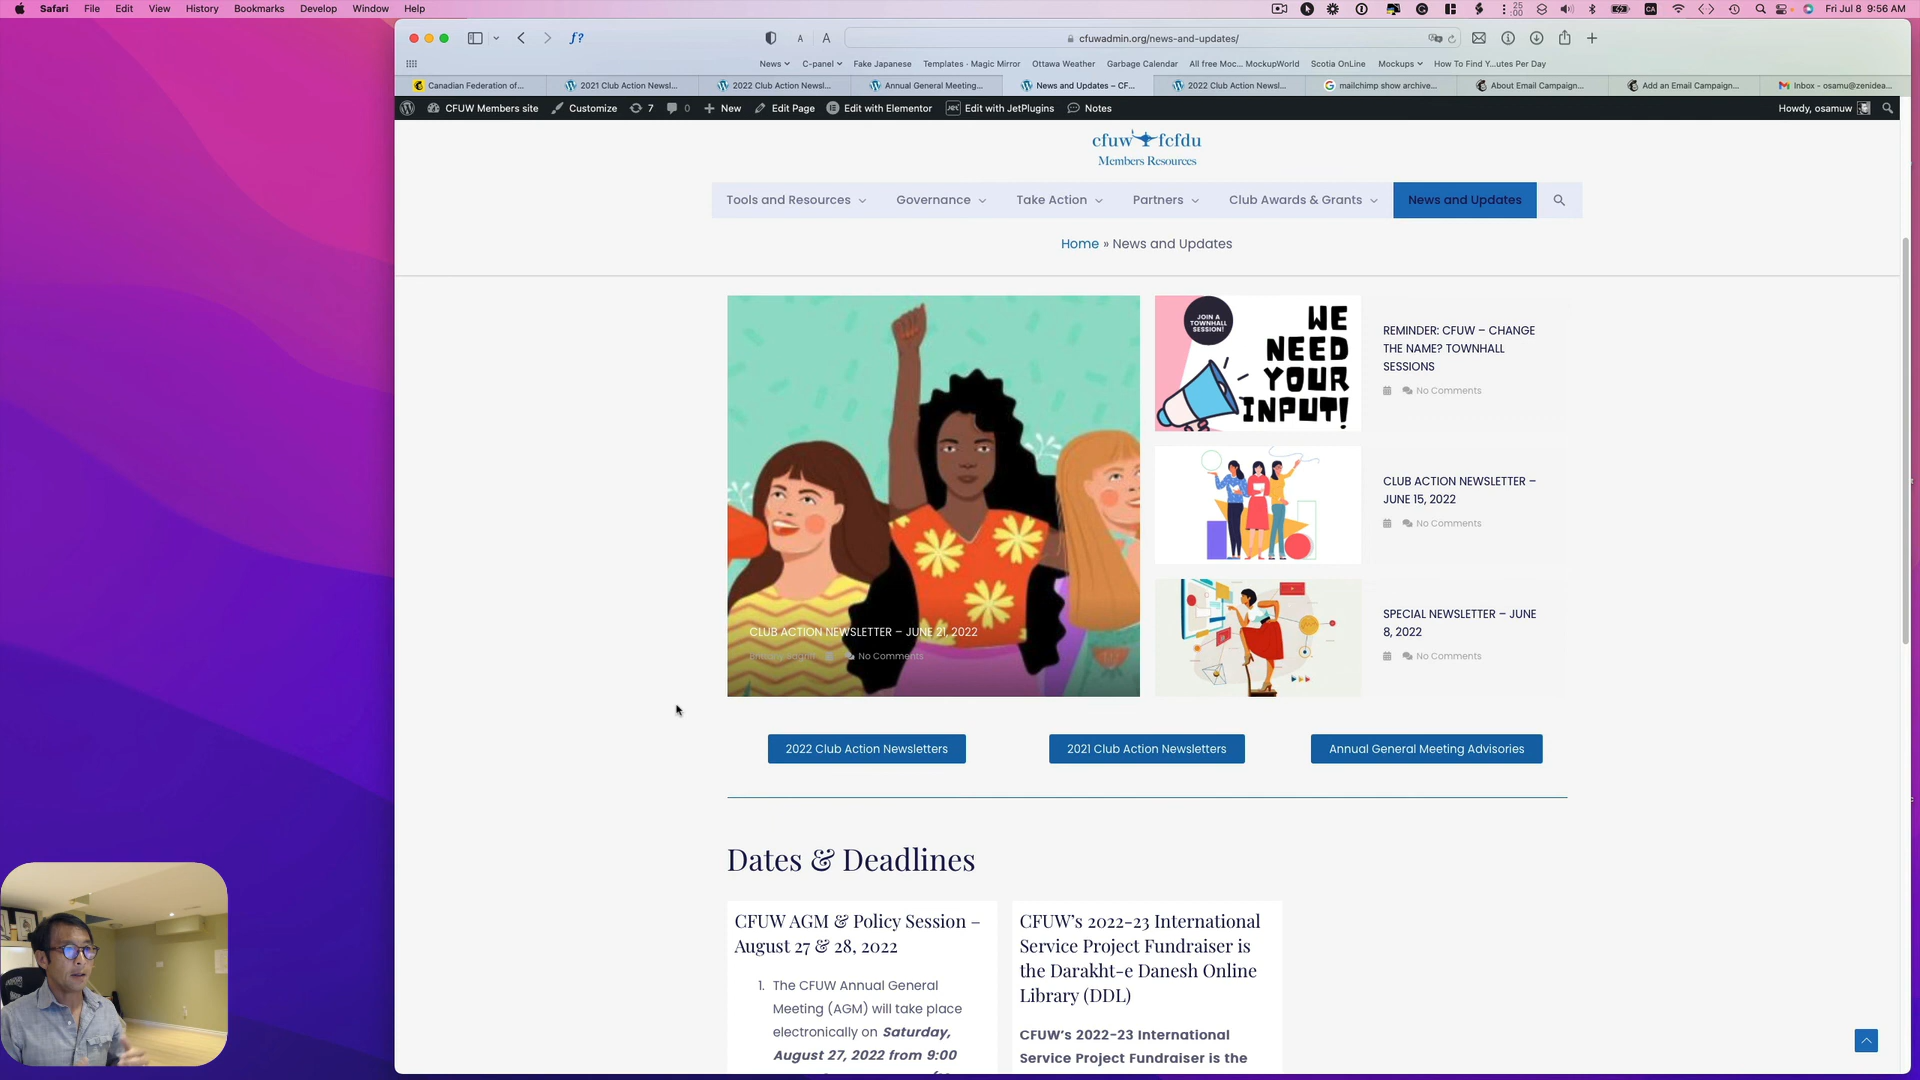 Safari File Edit View History Bookmarks Develop Window Help
25
:00
CA
Fri Jul 8 9:56 AM
f?
A A
cfuwadmin.org/news-and-updates/
News C-panel Fake Japanese Templates · Magic Mirror Ottawa Weather Garbage Calendar All free Moc... MockupWorld Scotia OnLine Mockups How To Find Y...utes Per Day
Canadian Federation of...
2021 Club Action Newsl...
2022 Club Action Newsl...
Annual General Meeting...
News and Updates – CF...
2022 Club Action Newsl...
mailchimp show archive...
About Email Campaign...
Add an Email Campaign...
Inbox - osamu@zenidea...
CFUW Members site Customize 7 0 New Edit Page Edit with Elementor Edit with JetPlugins Notes
Howdy, osamuw
cfuw fcfdu
Members Resources
Tools and Resources Governance Take Action Partners Club Awards & Grants News and Updates
Home » News and Updates
JOIN A
TOWNHALL
SESSION!
WE
NEED
YOUR
INPUT!
REMINDER: CFUW – CHANGE
THE NAME? TOWNHALL
SESSIONS
No Comments
CLUB ACTION NEWSLETTER –
JUNE 15, 2022
No Comments
CLUB ACTION NEWSLETTER – JUNE 21, 2022
No Comments
SPECIAL NEWSLETTER – JUNE
8, 2022
No Comments
2022 Club Action Newsletters
2021 Club Action Newsletters
Annual General Meeting Advisories
Dates & Deadlines
CFUW AGM & Policy Session –
August 27 & 28, 2022
1. The CFUW Annual General
Meeting (AGM) will take place
electronically on Saturday,
August 27, 2022 from 9:00
CFUW's 2022-23 International
Service Project Fundraiser is
the Darakht-e Danesh Online
Library (DDL)
CFUW's 2022-23 International
Service Project Fundraiser is the